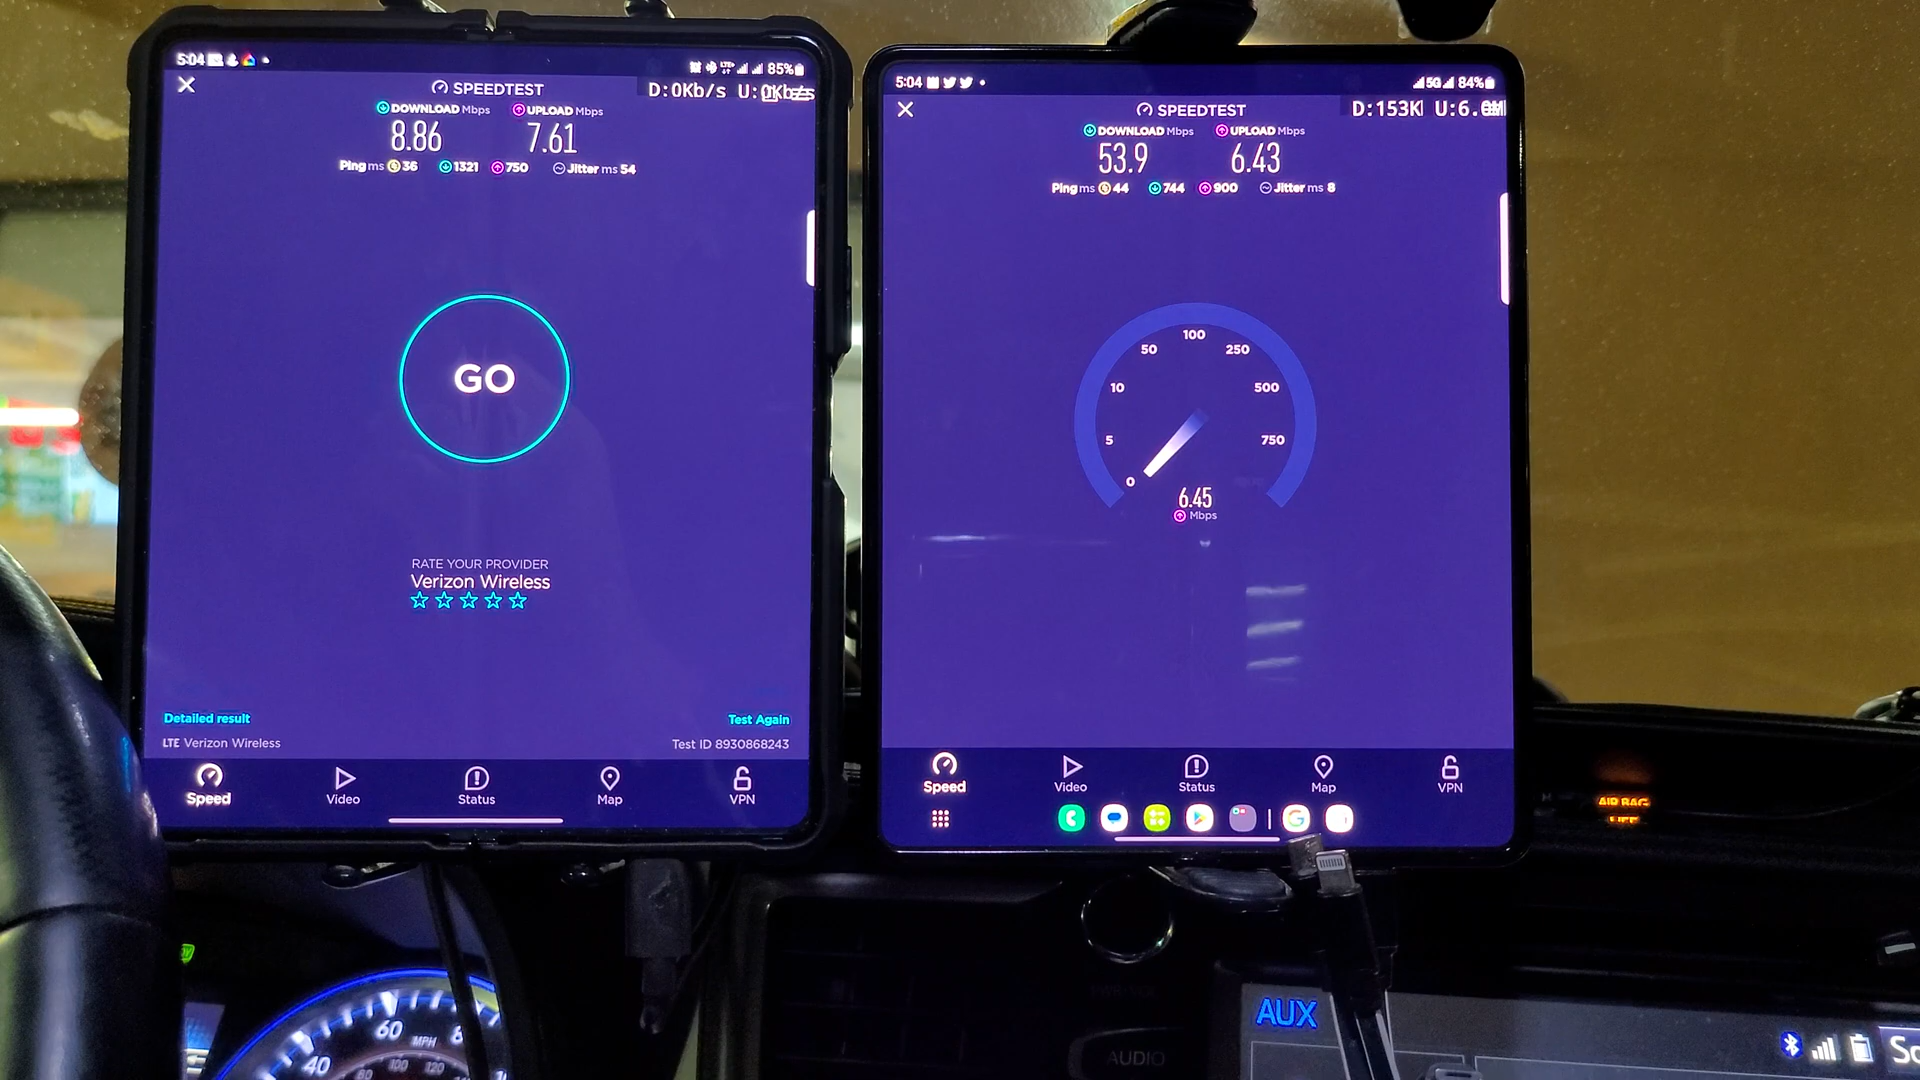 5:04
85%
SPEEDTEST
D:0Kb/s U:
DOWNLOAD Mbps
UPLOAD Mbps
8.86
7.61
Ping ms 36
1321
750
Jitter ms 54
GO
RATE YOUR PROVIDER
Verizon Wireless
Detailed result
Test Again
LTE Verizon Wireless
Test ID 8930868243
Speed
Video
Status
Map
VPN
5:04
5G
84%
SPEEDTEST
D:153K U:6.
DOWNLOAD Mbps
UPLOAD Mbps
53.9
6.43
Ping ms 44
744
900
Jitter ms 8
0
5
10
50
100
250
500
750
6.45
Mbps
Speed
Video
Status
Map
VPN
AIR BAG
40
60
MPH
80
100
120
AUX
AUDIO